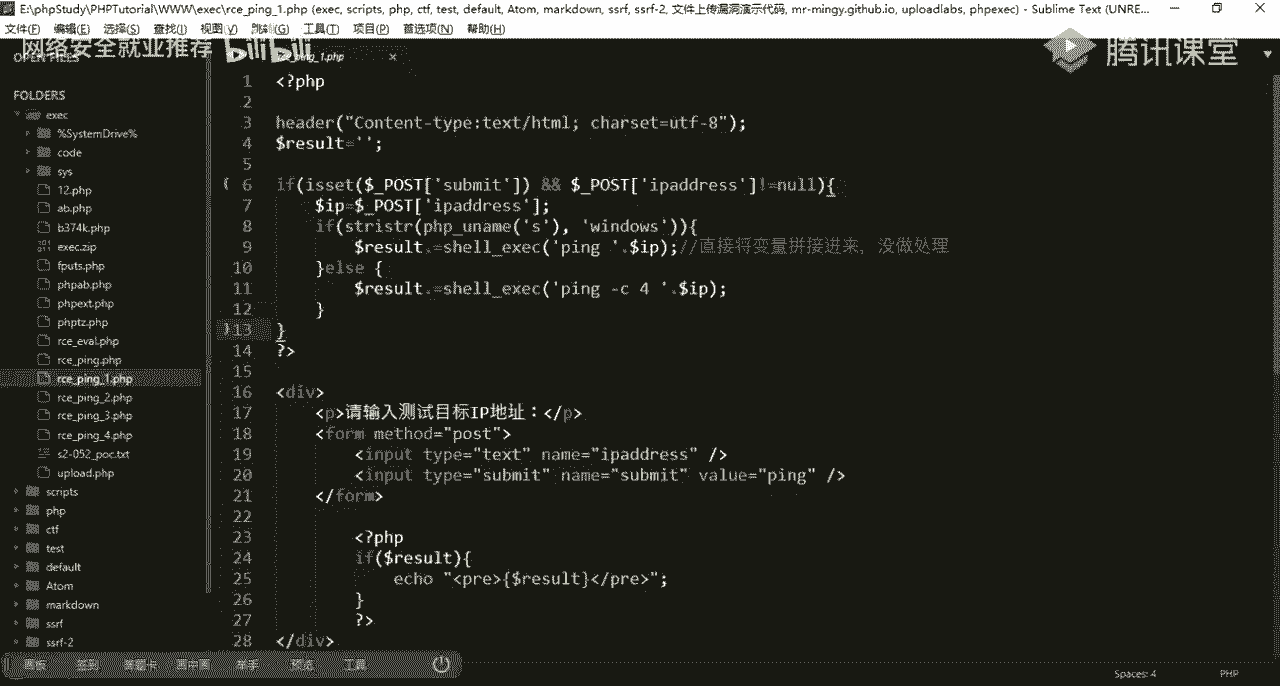 E:\phpStudy\PHPTutorial\WWW\exec\rce_ping_1.php (exec, scripts, php, ctf, test, default, Atom, markdown, ssrf, ssrf-2, 文件上传漏洞演示代码, mr-mingy.github.io, uploadlabs, phpexec) - Sublime Text (UNRE...
文件(F) 编辑(E) 选择(S) 查找(I) 视图(V) 跳转(G) 工具(T) 项目(P) 首选项(N) 帮助(H)
网络安全就业推荐 bilibili
腾讯课堂
OPEN FILES
rce_ping_1.php ×
FOLDERS
exec
%SystemDrive%
code
sys
12.php
ab.php
b374k.php
exec.zip
fputs.php
phpab.php
phpext.php
phptz.php
rce_eval.php
rce_ping.php
rce_ping_1.php
rce_ping_2.php
rce_ping_3.php
rce_ping_4.php
s2-052_poc.txt
upload.php
scripts
php
ctf
test
default
Atom
markdown
ssrf
ssrf-2
1 <?php
2
3 header("Content-type:text/html; charset=utf-8");
4 $result='';
5
6 if(isset($_POST['submit']) && $_POST['ipaddress']!=null){
7 $ip=$_POST['ipaddress'];
8 if(stristr(php_uname('s'), 'windows')){
9 $result.=shell_exec('ping '.$ip);//直接将变量拼接进来，没做处理
10 }else {
11 $result.=shell_exec('ping -c 4 '.$ip);
12 }
13 }
14 ?>
15
16 <div>
17 <p>请输入测试目标IP地址：</p>
18 <form method="post">
19 <input type="text" name="ipaddress" />
20 <input type="submit" name="submit" value="ping" />
21 </form>
22
23 <?php
24 if($result){
25 echo "<pre>{$result}</pre>";
26 }
27 ?>
28 </div>
画板 签到 答题卡 画中画 举手 预览 工具
Spaces: 4 PHP